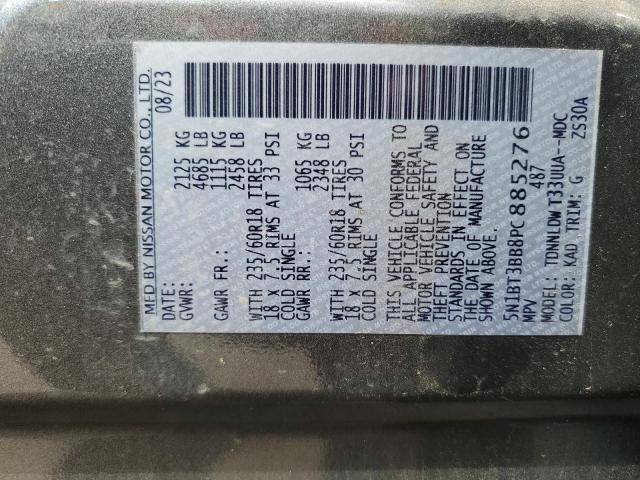 MFD BY NISSAN MOTOR CO., LTD.
DATE: 08/23
GVWR: 2125 KG
4685 LB
GAWR FR.: 1115 KG
2458 LB
WITH 235/60R18 TIRES
18 X 7.5 RIMS AT 33 PSI
COLD SINGLE
GAWR RR.: 1065 KG
2348 LB
WITH 235/60R18 TIRES
18 X 7.5 RIMS AT 30 PSI
COLD SINGLE
THIS VEHICLE CONFORMS TO
ALL APPLICABLE FEDERAL
MOTOR VEHICLE SAFETY AND
THEFT PREVENTION
STANDARDS IN EFFECT ON
THE DATE OF MANUFACTURE
SHOWN ABOVE.
5N1BT3BB8PC885276
MPV 487
MODEL: TDNNLDWT33UUA--MDC
COLOR: KAD TRIM: G ZS30A